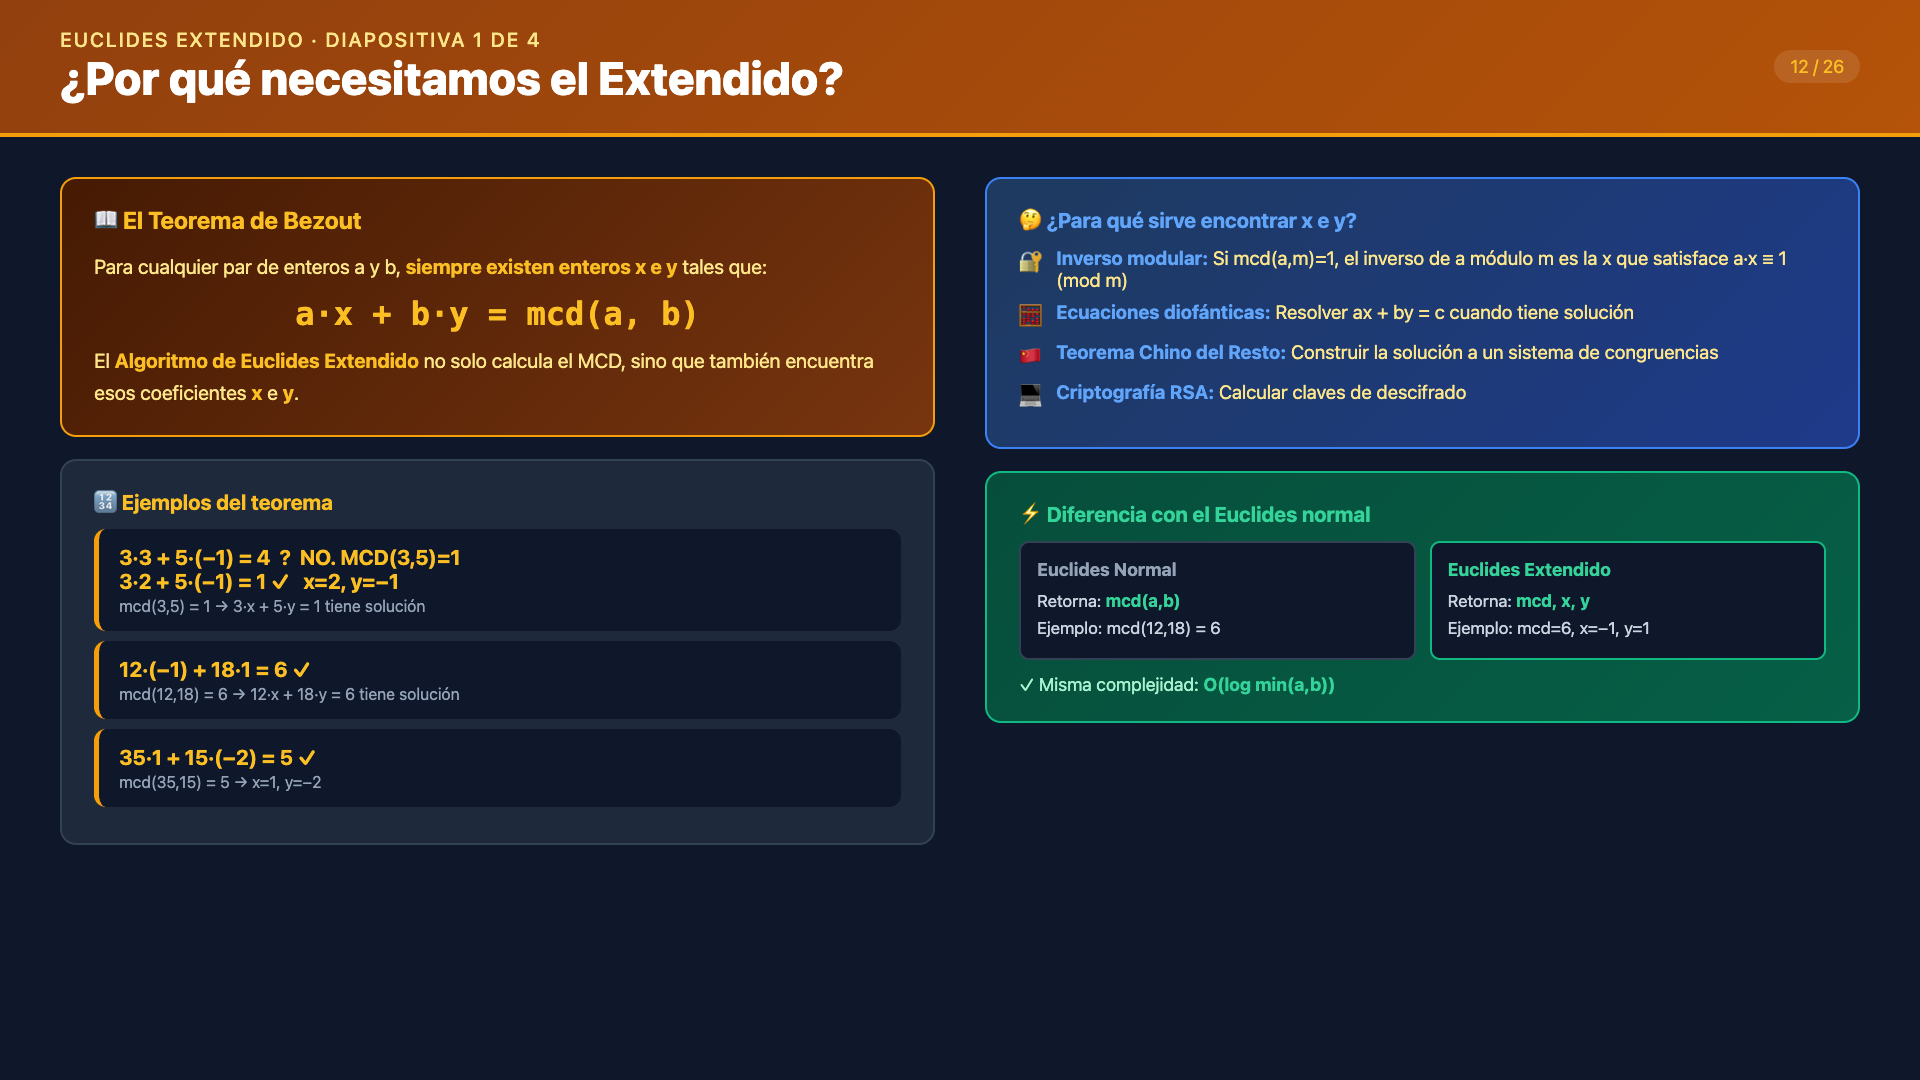 EUCLIDES EXTENDIDO · DIAPOSITIVA 1 DE 4
¿Por qué necesitamos el Extendido?
12 / 26
📖 El Teorema de Bezout
Para cualquier par de enteros a y b, siempre existen enteros x e y tales que:
a·x + b·y = mcd(a, b)
El Algoritmo de Euclides Extendido no solo calcula el MCD, sino que también encuentra
esos coeficientes x e y.
🔢 Ejemplos del teorema
3·3 + 5·(−1) = 4 ? NO. MCD(3,5)=1
3·2 + 5·(−1) = 1 ✓ x=2, y=−1
mcd(3,5) = 1 → 3·x + 5·y = 1 tiene solución
12·(−1) + 18·1 = 6 ✓
mcd(12,18) = 6 → 12·x + 18·y = 6 tiene solución
35·1 + 15·(−2) = 5 ✓
mcd(35,15) = 5 → x=1, y=−2
🤔 ¿Para qué sirve encontrar x e y?
🔐 Inverso modular: Si mcd(a,m)=1, el inverso de a módulo m es la x que satisface a·x ≡ 1
(mod m)
🧮 Ecuaciones diofánticas: Resolver ax + by = c cuando tiene solución
🇨🇳 Teorema Chino del Resto: Construir la solución a un sistema de congruencias
💻 Criptografía RSA: Calcular claves de descifrado
⚡ Diferencia con el Euclides normal
Euclides Normal
Retorna: mcd(a,b)
Ejemplo: mcd(12,18) = 6
Euclides Extendido
Retorna: mcd, x, y
Ejemplo: mcd=6, x=−1, y=1
✓ Misma complejidad: O(log min(a,b))